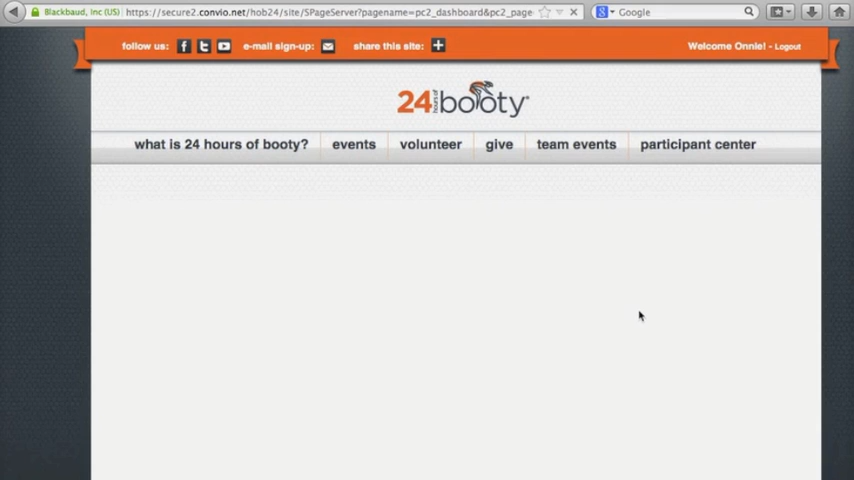 Blackbaud, Inc (US) https://secure2.convio.net/hob24/site/SPageServer?pagename=pc2_dashboard&pc2_page Google
follow us: e-mail sign-up: share this site: Welcome Onnie! - Logout
24 hours of booty
what is 24 hours of booty? events volunteer give team events participant center